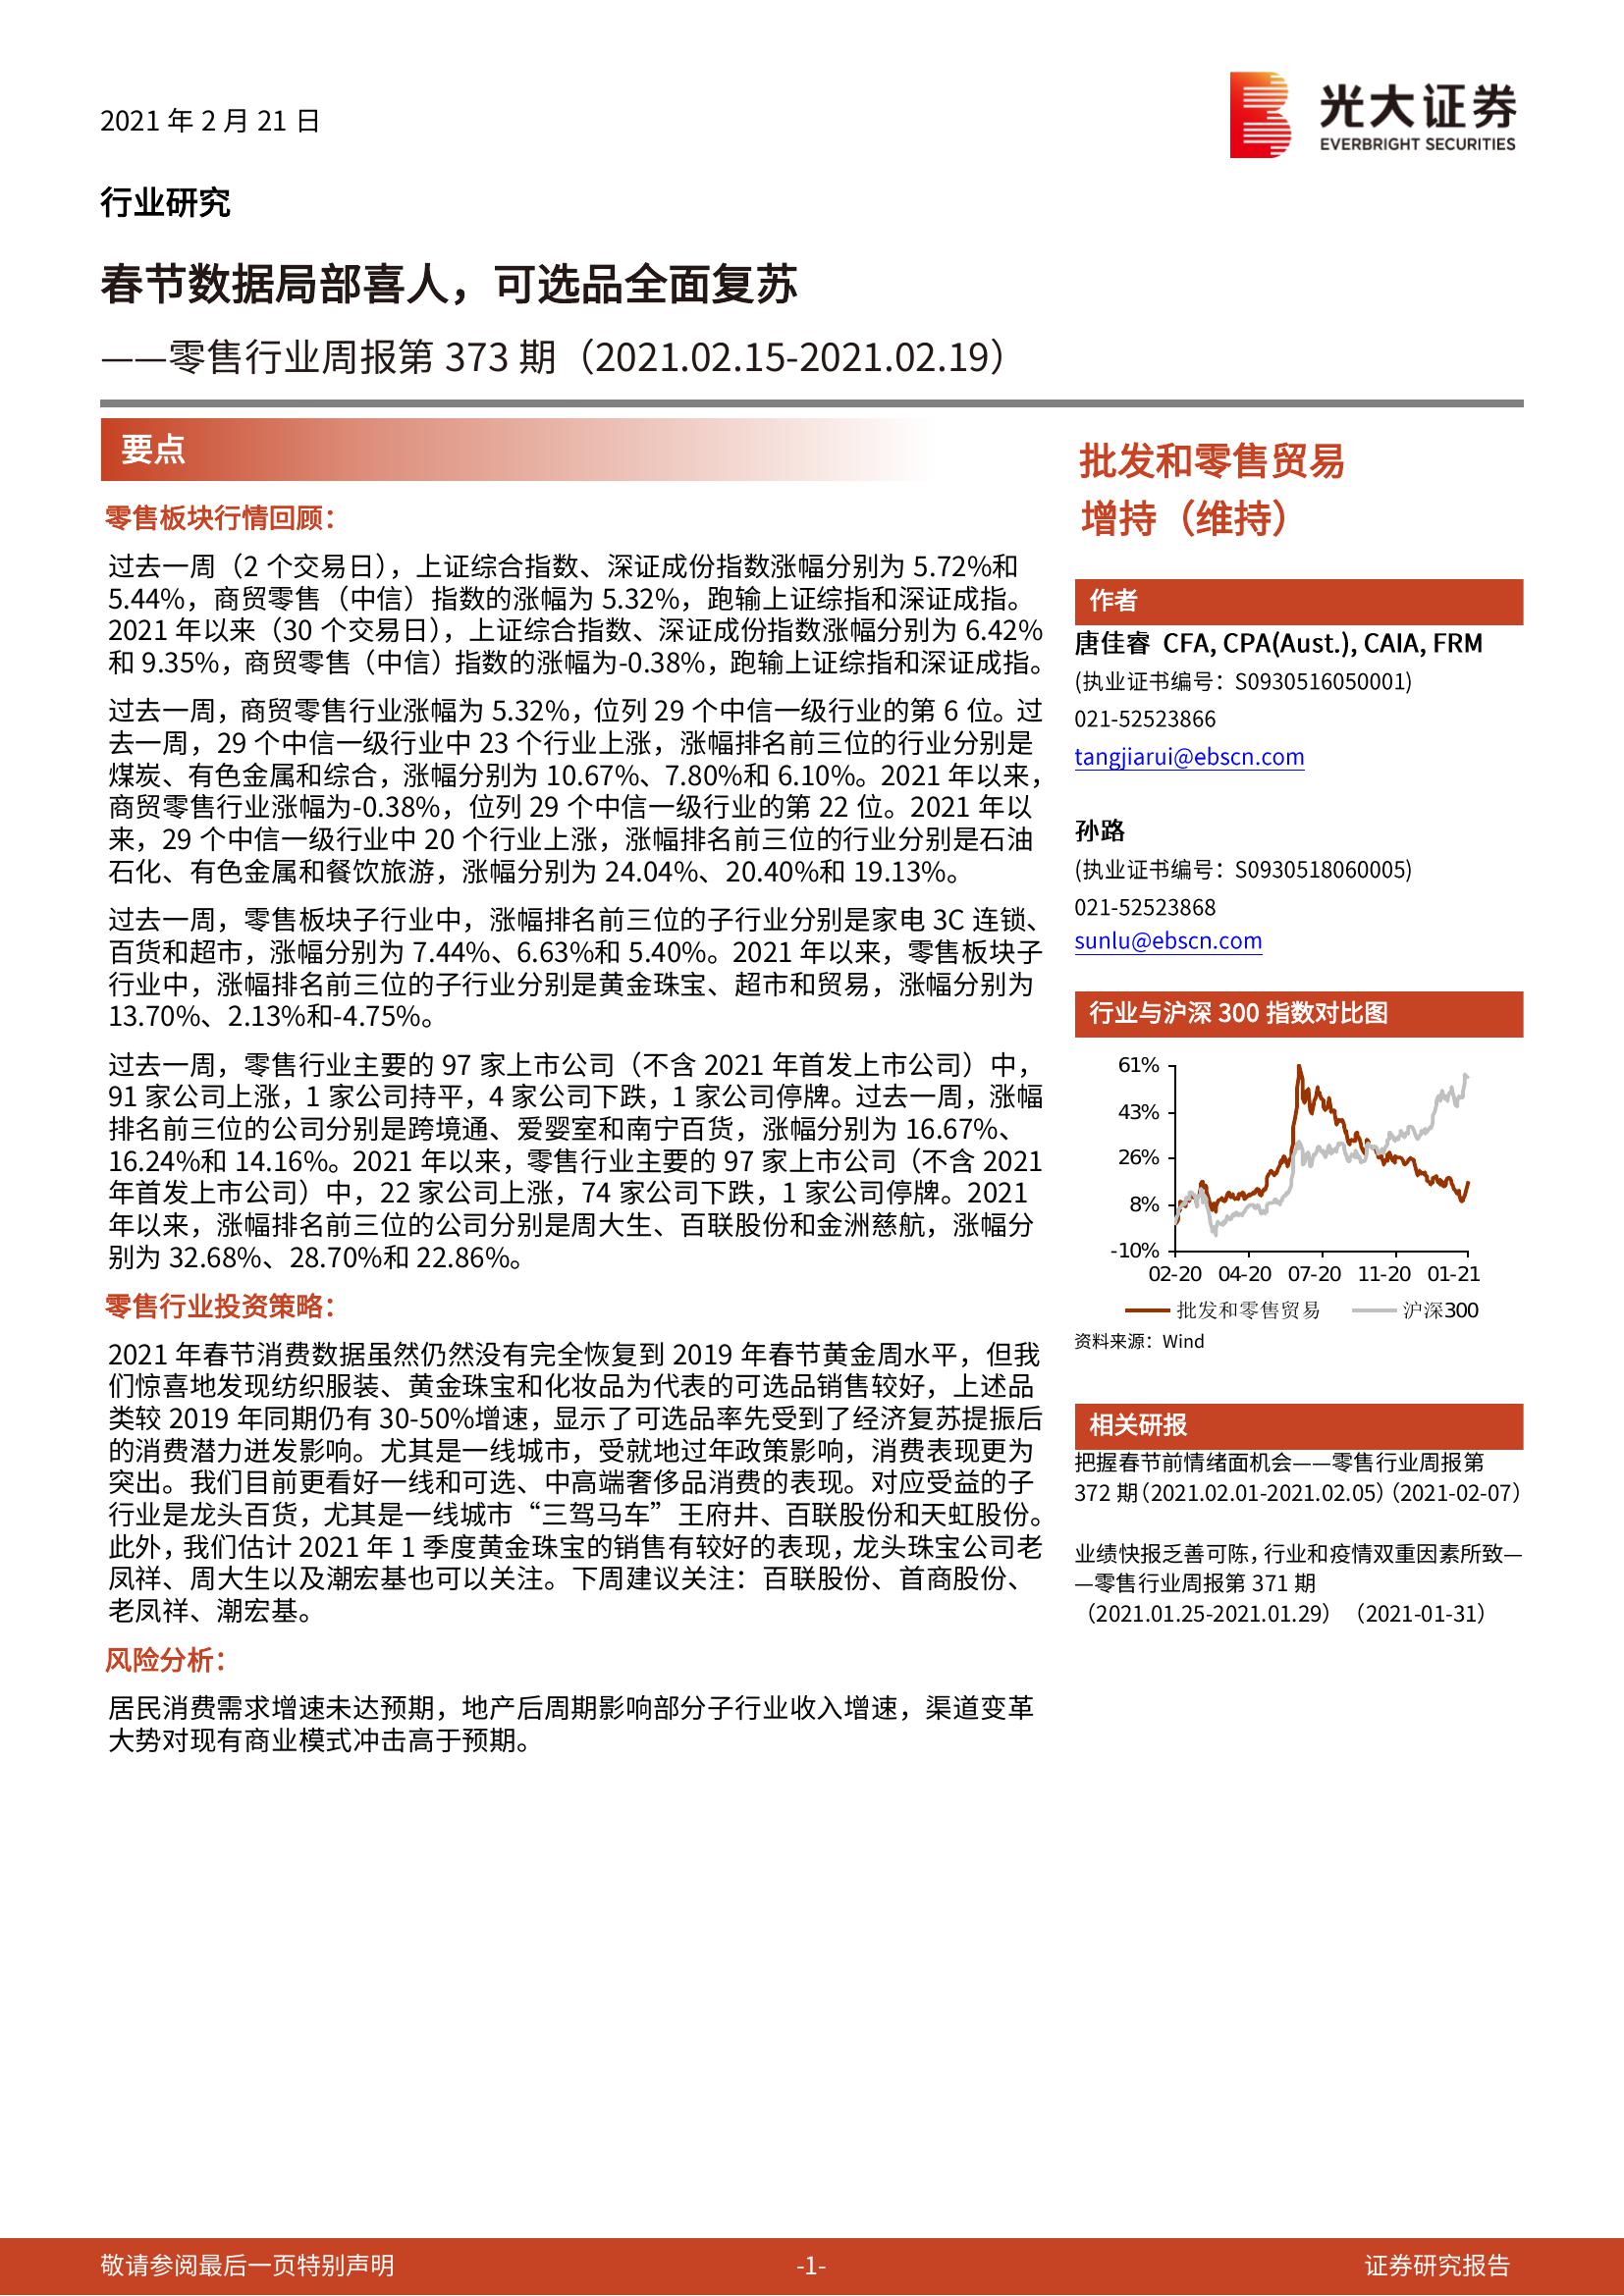 2021 年 2 月 21 日
光大证券
EVERBRIGHT SECURITIES
行业研究
春节数据局部喜人，可选品全面复苏
——零售行业周报第 373 期（2021.02.15-2021.02.19）
要点
零售板块行情回顾：
过去一周（2 个交易日），上证综合指数、深证成份指数涨幅分别为 5.72%和
5.44%，商贸零售（中信）指数的涨幅为 5.32%，跑输上证综指和深证成指。
2021 年以来（30 个交易日），上证综合指数、深证成份指数涨幅分别为 6.42%
和 9.35%，商贸零售（中信）指数的涨幅为-0.38%，跑输上证综指和深证成指。
过去一周，商贸零售行业涨幅为 5.32%，位列 29 个中信一级行业的第 6 位。过
去一周，29 个中信一级行业中 23 个行业上涨，涨幅排名前三位的行业分别是
煤炭、有色金属和综合，涨幅分别为 10.67%、7.80%和 6.10%。2021 年以来，
商贸零售行业涨幅为-0.38%，位列 29 个中信一级行业的第 22 位。2021 年以
来，29 个中信一级行业中 20 个行业上涨，涨幅排名前三位的行业分别是石油
石化、有色金属和餐饮旅游，涨幅分别为 24.04%、20.40%和 19.13%。
过去一周，零售板块子行业中，涨幅排名前三位的子行业分别是家电 3C 连锁、
百货和超市，涨幅分别为 7.44%、6.63%和 5.40%。2021 年以来，零售板块子
行业中，涨幅排名前三位的子行业分别是黄金珠宝、超市和贸易，涨幅分别为
13.70%、2.13%和-4.75%。
过去一周，零售行业主要的 97 家上市公司（不含 2021 年首发上市公司）中，
91 家公司上涨，1 家公司持平，4 家公司下跌，1 家公司停牌。过去一周，涨幅
排名前三位的公司分别是跨境通、爱婴室和南宁百货，涨幅分别为 16.67%、
16.24%和 14.16%。2021 年以来，零售行业主要的 97 家上市公司（不含 2021
年首发上市公司）中，22 家公司上涨，74 家公司下跌，1 家公司停牌。2021
年以来，涨幅排名前三位的公司分别是周大生、百联股份和金洲慈航，涨幅分
别为 32.68%、28.70%和 22.86%。
零售行业投资策略：
2021 年春节消费数据虽然仍然没有完全恢复到 2019 年春节黄金周水平，但我
们惊喜地发现纺织服装、黄金珠宝和化妆品为代表的可选品销售较好，上述品
类较 2019 年同期仍有 30-50%增速，显示了可选品率先受到了经济复苏提振后
的消费潜力迸发影响。尤其是一线城市，受就地过年政策影响，消费表现更为
突出。我们目前更看好一线和可选、中高端奢侈品消费的表现。对应受益的子
行业是龙头百货，尤其是一线城市“三驾马车”王府井、百联股份和天虹股份。
此外，我们估计 2021 年 1 季度黄金珠宝的销售有较好的表现，龙头珠宝公司老
凤祥、周大生以及潮宏基也可以关注。下周建议关注：百联股份、首商股份、
老凤祥、潮宏基。
风险分析：
居民消费需求增速未达预期，地产后周期影响部分子行业收入增速，渠道变革
大势对现有商业模式冲击高于预期。
批发和零售贸易
增持（维持）
作者
唐佳睿 CFA, CPA(Aust.), CAIA, FRM
(执业证书编号：S0930516050001)
021-52523866
tangjiarui@ebscn.com
孙路
(执业证书编号：S0930518060005)
021-52523868
sunlu@ebscn.com
行业与沪深 300 指数对比图
61%
43%
26%
8%
-10%
02-20 04-20 07-20 11-20 01-21
批发和零售贸易 沪深300
资料来源：Wind
相关研报
把握春节前情绪面机会——零售行业周报第
372 期（2021.02.01-2021.02.05）（2021-02-07）
业绩快报乏善可陈，行业和疫情双重因素所致—
—零售行业周报第 371 期
（2021.01.25-2021.01.29）（2021-01-31）
敬请参阅最后一页特别声明 -1- 证券研究报告